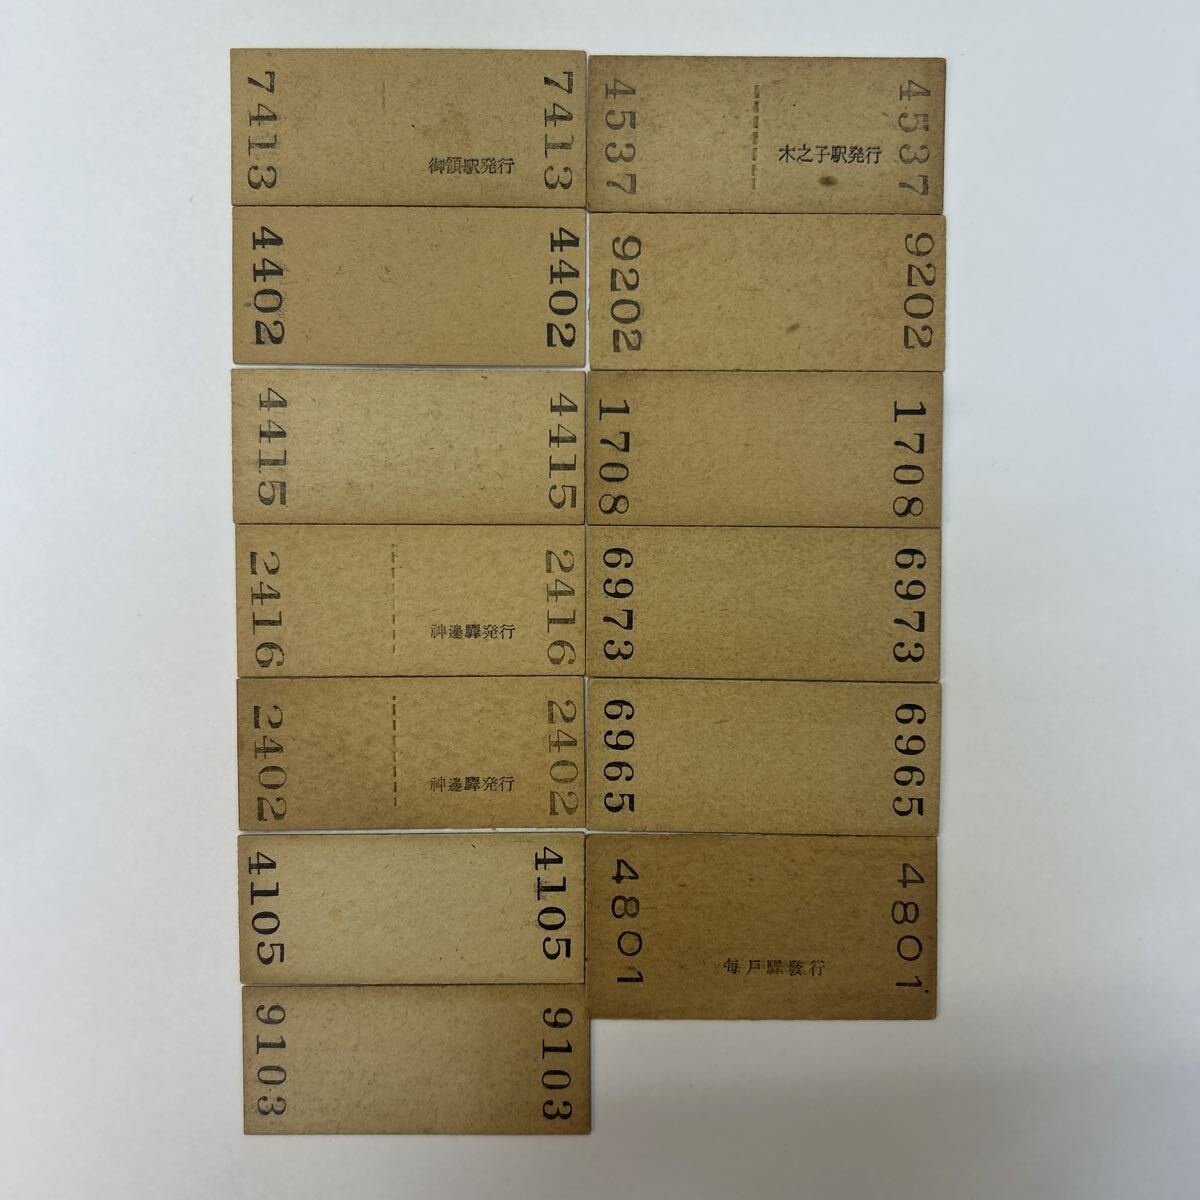 7413 御領駅発行 7413
4402 4402
4415 4415
2416 神邊驛発行 2416
2402 神邊驛発行 2402
4105 4105
9103 9103
4537 木之子駅発行 4537
9202 9202
1708 1708
6973 6973
6965 6965
4801 毎戸驛發行 4801